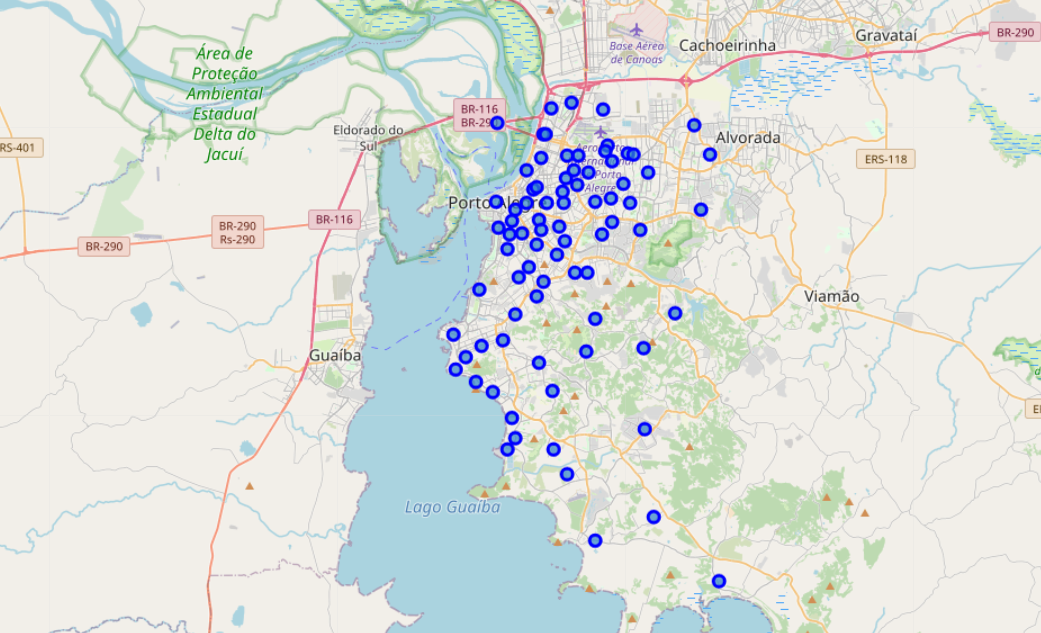 Área de
Proteção
Ambiental
Estadual
Delta do
Jacuí
Base Aérea
de Canoas
Cachoeirinha
Gravataí
BR-290
BR-116
BR-29
Eldorado do
Sul
RS-401
Alvorada
ERS-118
Porto
Alegre
BR-116
BR-290
Rs-290
BR-290
Viamão
Guaíba
Lago Guaíba